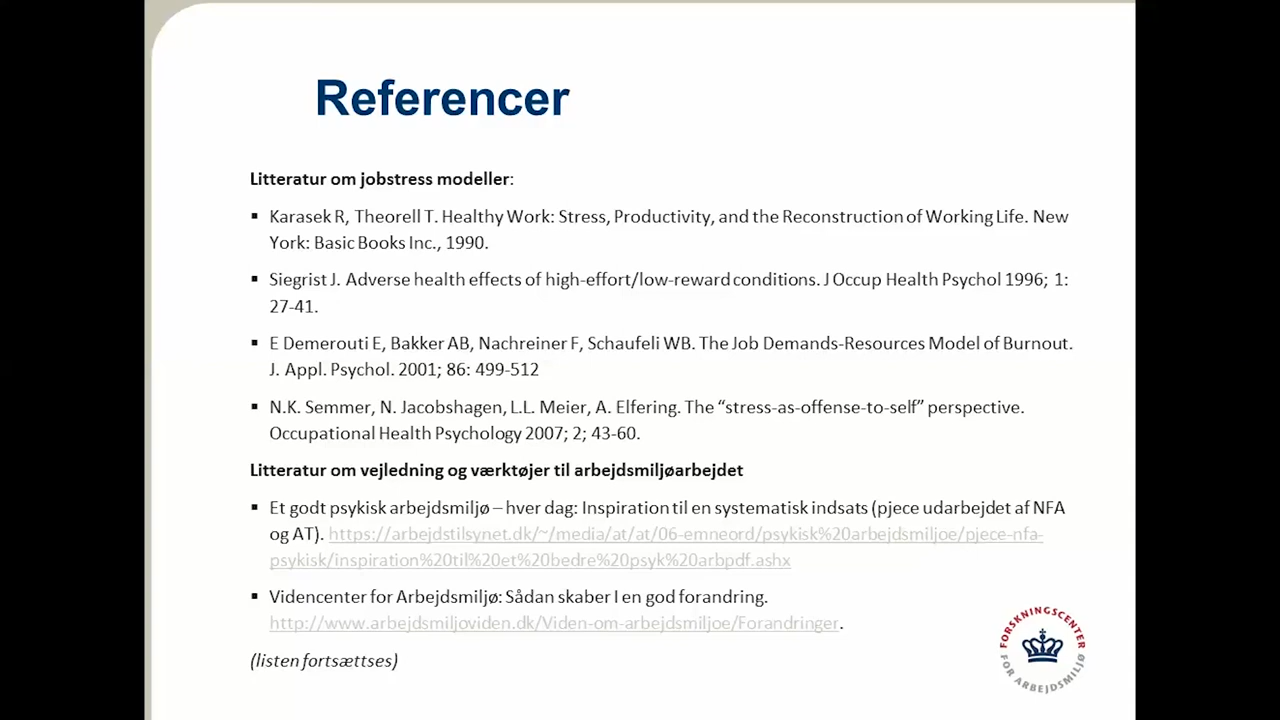 Referencer
Litteratur om jobstress modeller:
▪ Karasek R, Theorell T. Healthy Work: Stress, Productivity, and the Reconstruction of Working Life. New
York: Basic Books Inc., 1990.
▪ Siegrist J. Adverse health effects of high-effort/low-reward conditions. J Occup Health Psychol 1996; 1:
27-41.
▪ E Demerouti E, Bakker AB, Nachreiner F, Schaufeli WB. The Job Demands-Resources Model of Burnout.
J. Appl. Psychol. 2001; 86: 499-512
▪ N.K. Semmer, N. Jacobshagen, L.L. Meier, A. Elfering. The “stress-as-offense-to-self” perspective.
Occupational Health Psychology 2007; 2; 43-60.
Litteratur om vejledning og værktøjer til arbejdsmiljøarbejdet
▪ Et godt psykisk arbejdsmiljø – hver dag: Inspiration til en systematisk indsats (pjece udarbejdet af NFA
og AT). https://arbejdstilsynet.dk/~/media/at/at/06-emneord/psykisk%20arbejdsmiljoe/pjece-nfa-
psykisk/inspiration%20til%20et%20bedre%20psyk%20arbpdf.ashx
▪ Videncenter for Arbejdsmiljø: Sådan skaber I en god forandring.
http://www.arbejdsmiljoviden.dk/Viden-om-arbejdsmiljoe/Forandringer.
(listen fortsættses)
FORSKNINGSCENTER
FOR ARBEJDSMILJØ